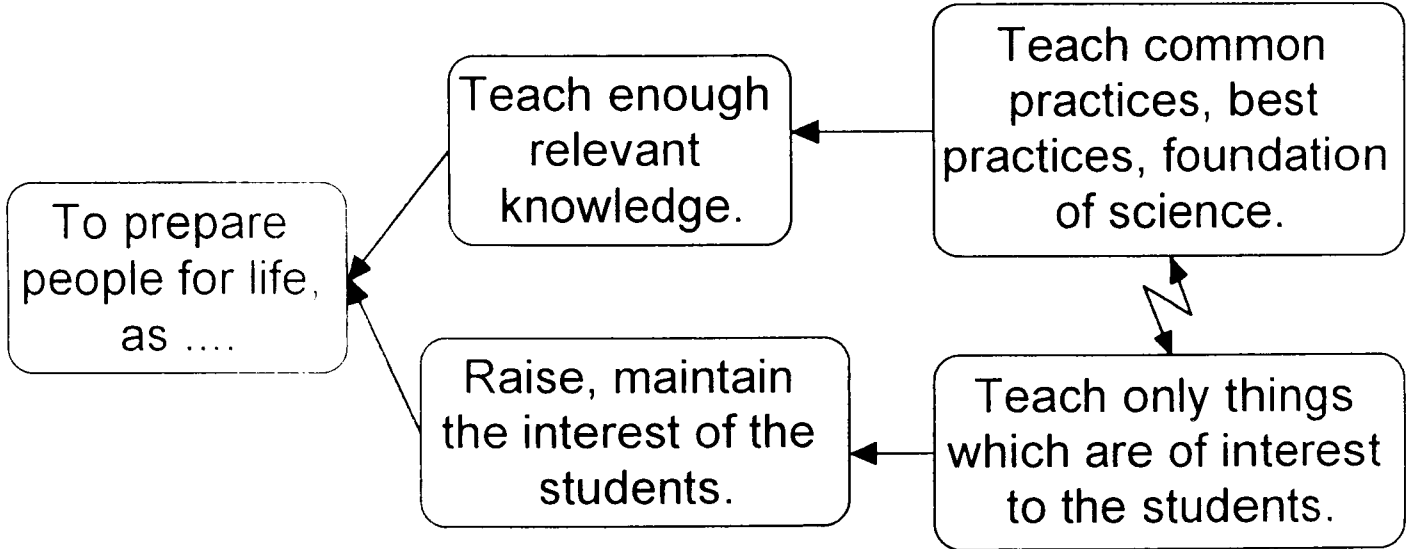 To prepare
people for life,
as ....
Teach enough
relevant
knowledge.
Raise, maintain
the interest of the
students.
Teach common
practices, best
practices, foundation
of science.
Teach only things
which are of interest
to the students.